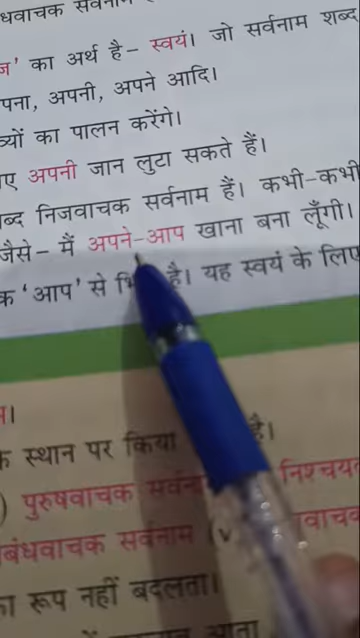 धवाचक सर्वनाम
ज' का अर्थ है- स्वयं। जो सर्वनाम शब्द
पना, अपनी, अपने आदि।
व्यों का पालन करेंगे।
ए अपनी जान लुटा सकते हैं।
ब्द निजवाचक सर्वनाम हैं। कभी-कभी
जैसे- मैं अपने-आप खाना बना लूँगी।
क 'आप' से है। यह स्वयं के लिए
के स्थान पर किया है।
) पुरुषवाचक निश्चय
बंधवाचक सर्वनाम (v वाचक
का रूप नहीं बदलता।